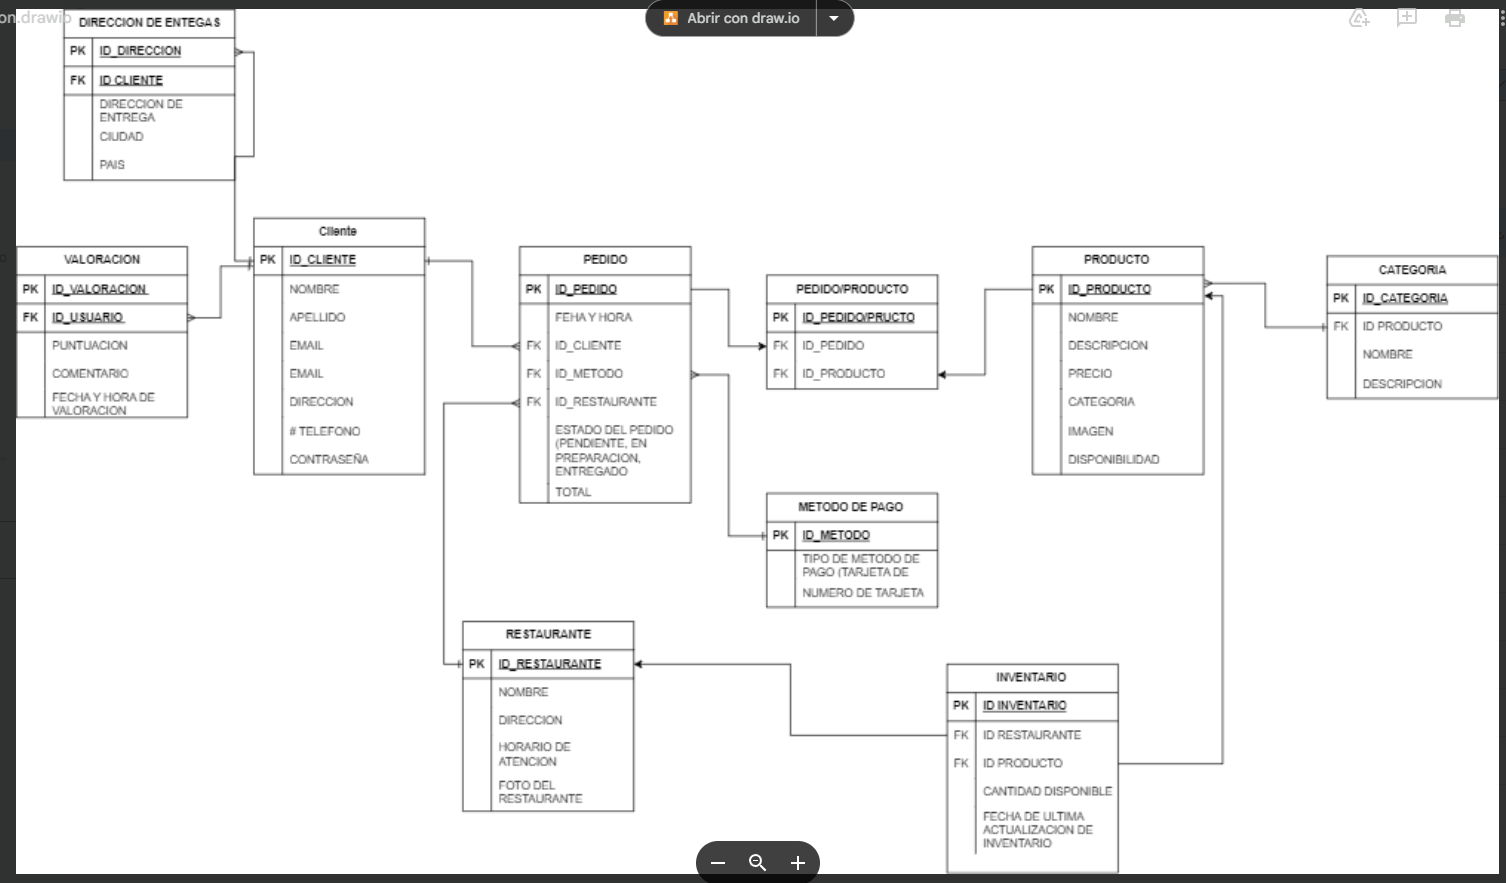 on.drawio
Abrir con draw.io
DIRECCION DE ENTEGAS
PK ID_DIRECCION
FK ID CLIENTE
DIRECCION DE
ENTREGA
CIUDAD
PAIS
VALORACION
PK ID_VALORACION
FK ID_USUARIO
PUNTUACION
COMENTARIO
FECHA Y HORA DE
VALORACION
Cliente
PK ID_CLIENTE
NOMBRE
APELLIDO
EMAIL
EMAIL
DIRECCION
# TELEFONO
CONTRASEÑA
PEDIDO
PK ID_PEDIDO
FEHA Y HORA
FK ID_CLIENTE
FK ID_METODO
FK ID_RESTAURANTE
ESTADO DEL PEDIDO
(PENDIENTE, EN
PREPARACION,
ENTREGADO
TOTAL
PEDIDO/PRODUCTO
PK ID_PEDIDO/PRUCTO
FK ID_PEDIDO
FK ID_PRODUCTO
PRODUCTO
PK ID_PRODUCTO
NOMBRE
DESCRIPCION
PRECIO
CATEGORIA
IMAGEN
DISPONIBILIDAD
CATEGORIA
PK ID_CATEGORIA
FK ID PRODUCTO
NOMBRE
DESCRIPCION
METODO DE PAGO
PK ID_METODO
TIPO DE METODO DE
PAGO (TARJETA DE
NUMERO DE TARJETA
RESTAURANTE
PK ID_RESTAURANTE
NOMBRE
DIRECCION
HORARIO DE
ATENCION
FOTO DEL
RESTAURANTE
INVENTARIO
PK ID INVENTARIO
FK ID RESTAURANTE
FK ID PRODUCTO
CANTIDAD DISPONIBLE
FECHA DE ULTIMA
ACTUALIZACION DE
INVENTARIO